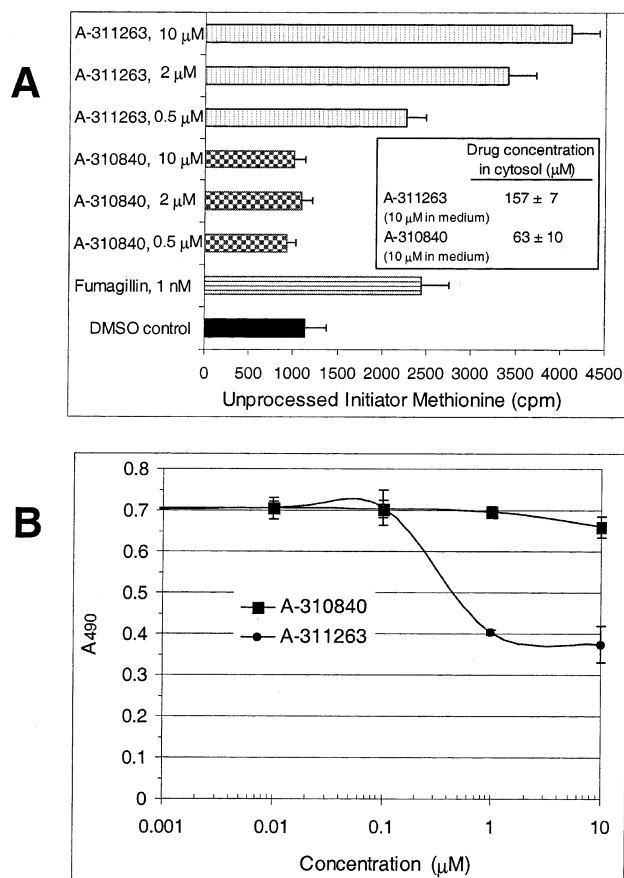 A
A-311263, 10 μM
A-311263, 2 μM
A-311263, 0.5 μM
A-310840, 10 μM
A-310840, 2 μM
A-310840, 0.5 μM
Fumagillin, 1 nM
DMSO control
Drug concentration
in cytosol (μM)
A-311263 157 ± 7
(10 μM in medium)
A-310840 63 ± 10
(10 μM in medium)
0 500 1000 1500 2000 2500 3000 3500 4000 4500
Unprocessed Initiator Methionine (cpm)
B
0.8
0.7
0.6
0.5
0.4
0.3
0.2
0.1
0
A490
A-310840
A-311263
0.001 0.01 0.1 1 10
Concentration (μM)